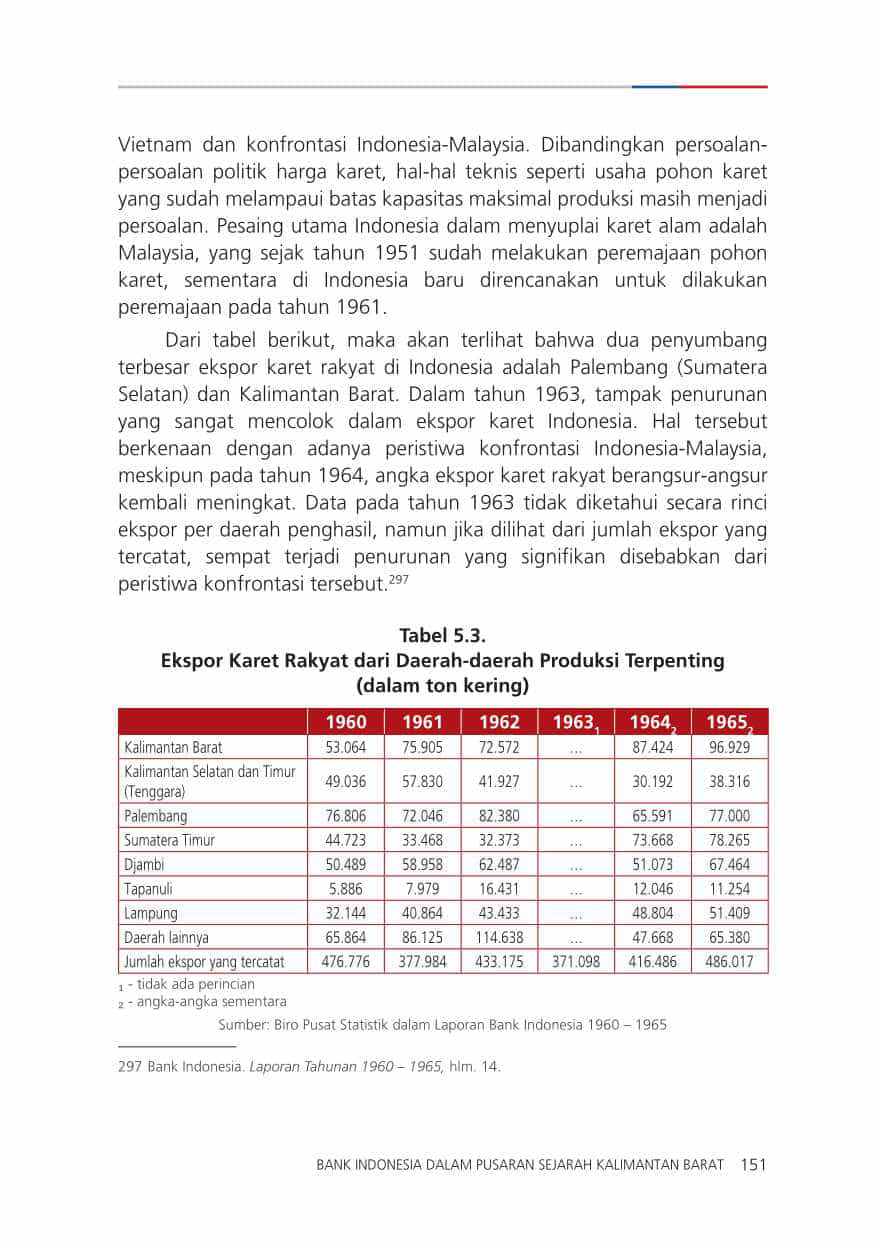 Vietnam dan konfrontasi Indonesia-Malaysia. Dibandingkan persoalan-
persoalan politik harga karet, hal-hal teknis seperti usaha pohon karet
yang sudah melampaui batas kapasitas maksimal produksi masih menjadi
persoalan. Pesaing utama Indonesia dalam menyuplai karet alam adalah
Malaysia, yang sejak tahun 1951 sudah melakukan peremajaan pohon
karet, sementara di Indonesia baru direncanakan untuk dilakukan
peremajaan pada tahun 1961.
Dari tabel berikut, maka akan terlihat bahwa dua penyumbang
terbesar ekspor karet rakyat di Indonesia adalah Palembang (Sumatera
Selatan) dan Kalimantan Barat. Dalam tahun 1963, tampak penurunan
yang sangat mencolok dalam ekspor karet Indonesia. Hal tersebut
berkenaan dengan adanya peristiwa konfrontasi Indonesia-Malaysia,
meskipun pada tahun 1964, angka ekspor karet rakyat berangsur-angsur
kembali meningkat. Data pada tahun 1963 tidak diketahui secara rinci
ekspor per daerah penghasil, namun jika dilihat dari jumlah ekspor yang
tercatat, sempat terjadi penurunan yang signifikan disebabkan dari
peristiwa konfrontasi tersebut.²⁹⁷
Tabel 5.3.
Ekspor Karet Rakyat dari Daerah-daerah Produksi Terpenting
(dalam ton kering)
1960 1961 1962 1963₁ 1964₂ 1965₂
Kalimantan Barat 53.064 75.905 72.572 ... 87.424 96.929
Kalimantan Selatan dan Timur
(Tenggara) 49.036 57.830 41.927 ... 30.192 38.316
Palembang 76.806 72.046 82.380 ... 65.591 77.000
Sumatera Timur 44.723 33.468 32.373 ... 73.668 78.265
Djambi 50.489 58.958 62.487 ... 51.073 67.464
Tapanuli 5.886 7.979 16.431 ... 12.046 11.254
Lampung 32.144 40.864 43.433 ... 48.804 51.409
Daerah lainnya 65.864 86.125 114.638 ... 47.668 65.380
Jumlah ekspor yang tercatat 476.776 377.984 433.175 371.098 416.486 486.017
₁ - tidak ada perincian
₂ - angka-angka sementara
Sumber: Biro Pusat Statistik dalam Laporan Bank Indonesia 1960 – 1965
297 Bank Indonesia. Laporan Tahunan 1960 – 1965, hlm. 14.
BANK INDONESIA DALAM PUSARAN SEJARAH KALIMANTAN BARAT 151